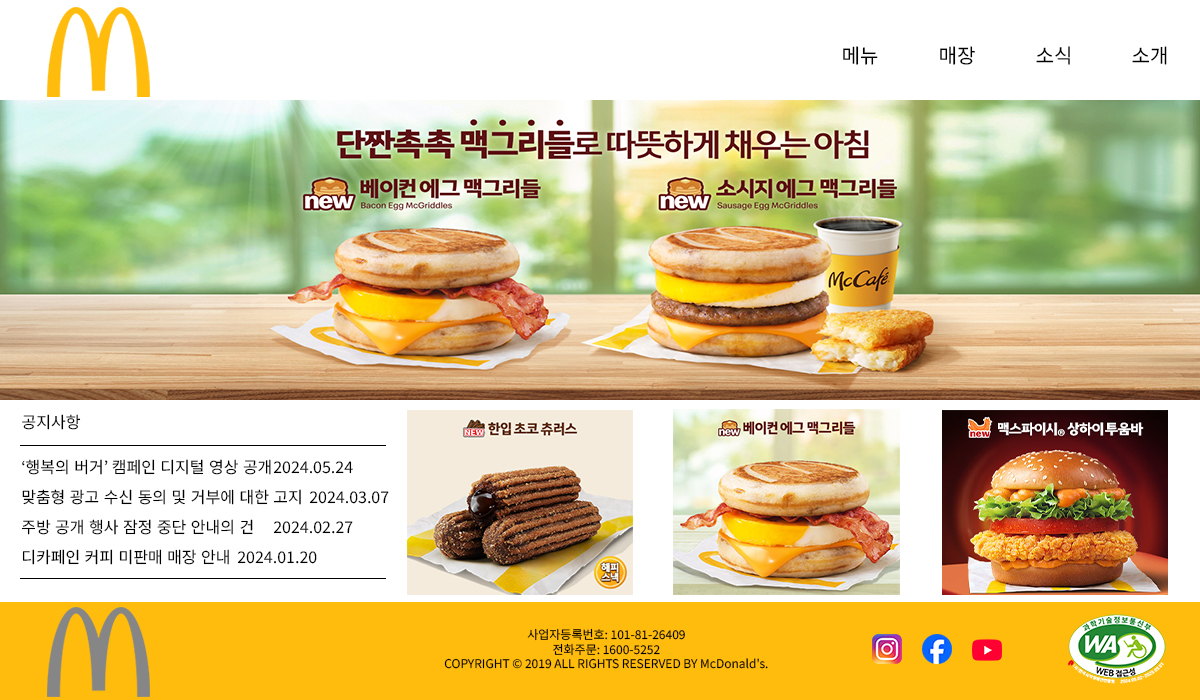 메뉴 매장 소식 소개
단짠촉촉 맥그리들로 따뜻하게 채우는 아침
new 베이컨 에그 맥그리들
Bacon Egg McGriddles
new 소시지 에그 맥그리들
Sausage Egg McGriddles
McCafé
공지사항
‘행복의 버거’ 캠페인 디지털 영상 공개2024.05.24
맞춤형 광고 수신 동의 및 거부에 대한 고지 2024.03.07
주방 공개 행사 잠정 중단 안내의 건 2024.02.27
디카페인 커피 미판매 매장 안내 2024.01.20
NEW 한입 초코 츄러스
해피
스낵
new 베이컨 에그 맥그리들
new 맥스파이시® 상하이 투움바
사업자등록번호: 101-81-26409
전화주문: 1600-5252
COPYRIGHT © 2019 ALL RIGHTS RESERVED BY McDonald’s.
과학기술정보통신부
WA
WEB 접근성